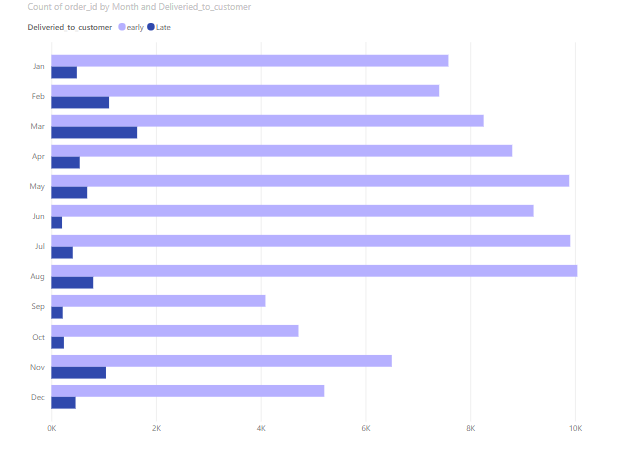 Count of order_id by Month and Deliveried_to_customer
Deliveried_to_customer early Late
Jan
Feb
Mar
Apr
May
Jun
Jul
Aug
Sep
Oct
Nov
Dec
0K 2K 4K 6K 8K 10K